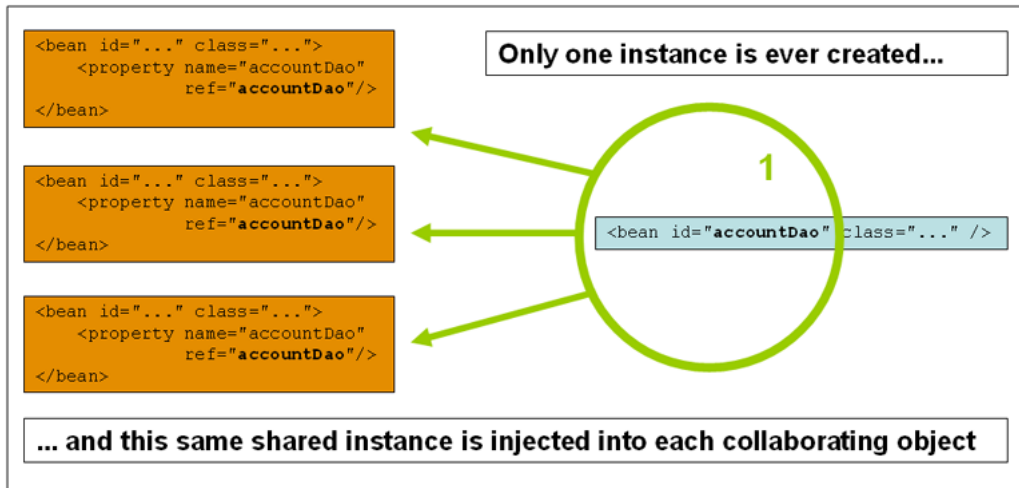 <bean id="..." class="...">
<property name="accountDao"
ref="accountDao"/>
</bean>
Only one instance is ever created...
1
<bean id="..." class="...">
<property name="accountDao"
ref="accountDao"/>
</bean>
<bean id="accountDao" class="..." />
<bean id="..." class="...">
<property name="accountDao"
ref="accountDao"/>
</bean>
... and this same shared instance is injected into each collaborating object